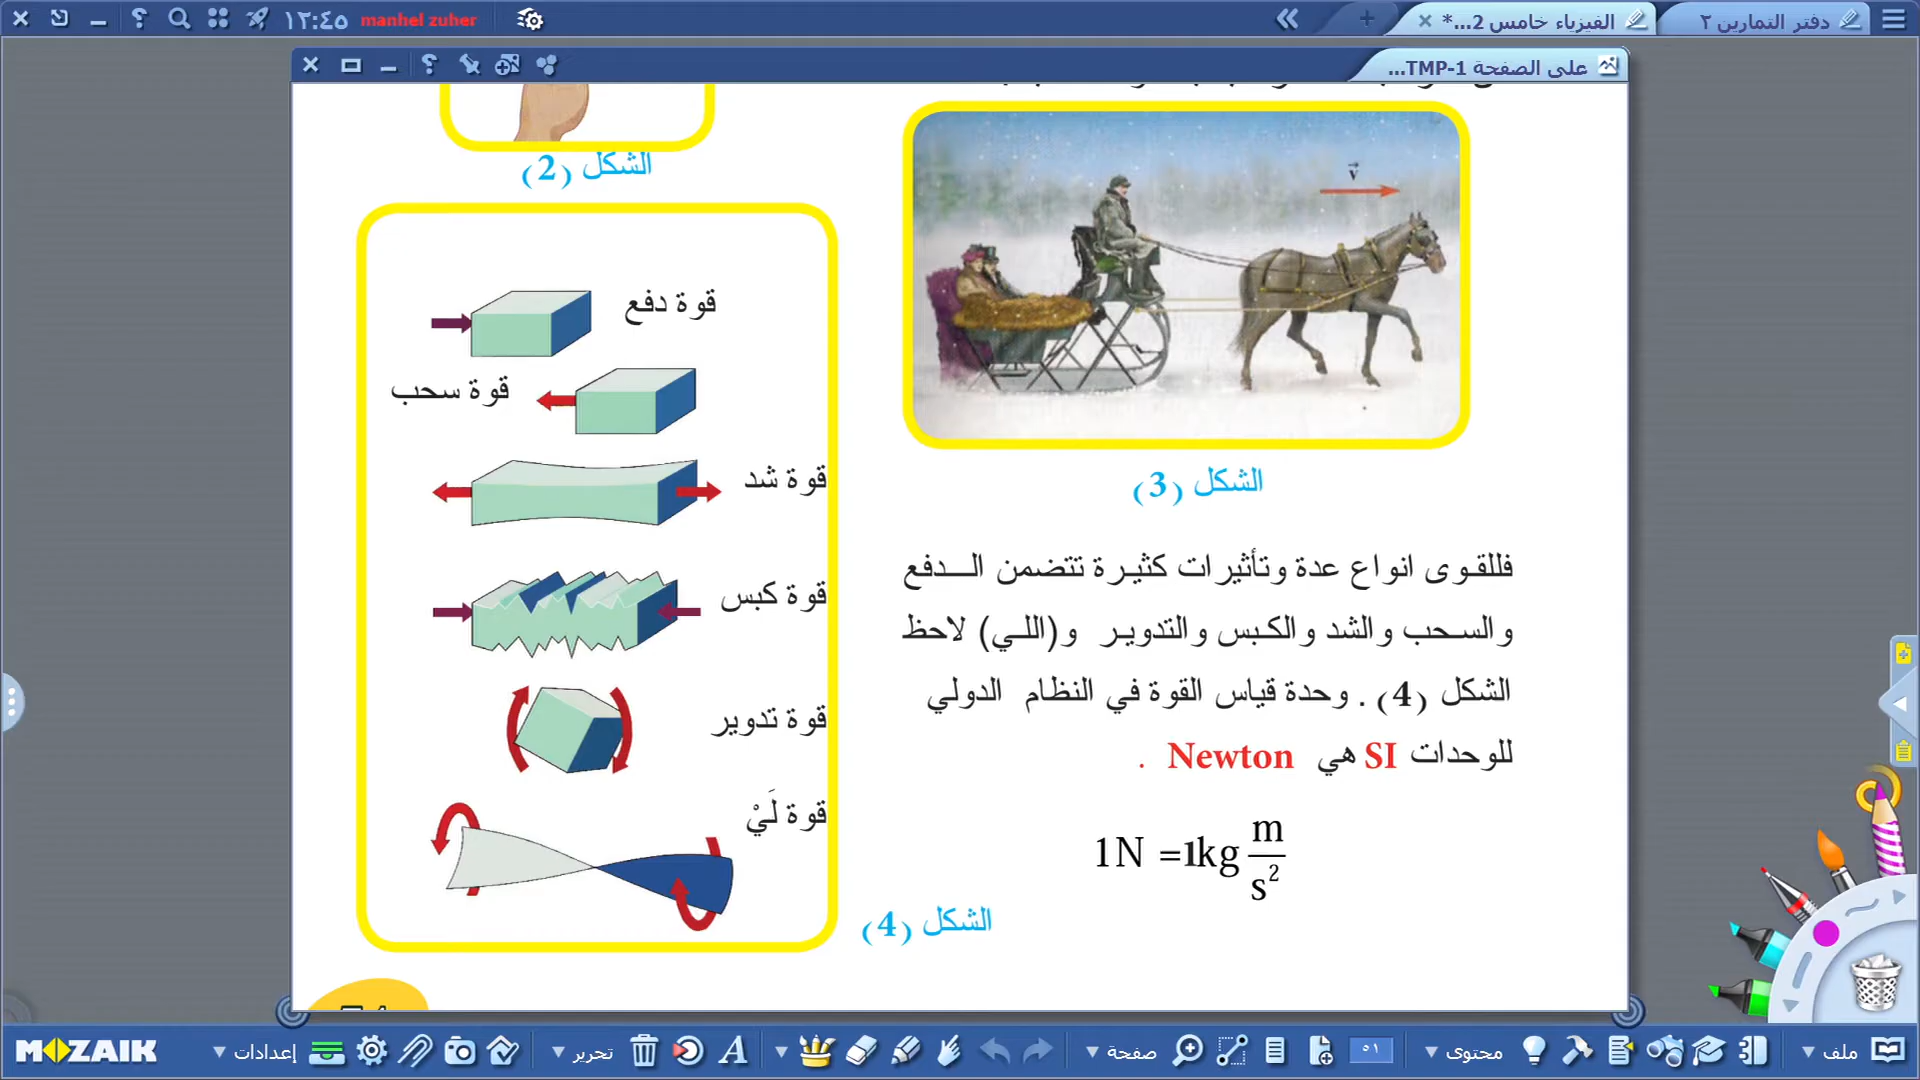 ١٢:٤٥
manhel zuher
الفيزياء خامس 2...*
دفتر التمارين ٢
على الصفحة TMP-1...
الشكل (2)
v
قوة دفع
قوة سحب
قوة شد
قوة كبس
قوة تدوير
قوة لَيْ
الشكل (4)
الشكل (3)
فللقوى انواع عدة وتأثيرات كثيرة تتضمن الدفع
والسحب والشد والكبس والتدوير و(اللي) لاحظ
الشكل (4). وحدة قياس القوة في النظام الدولي
للوحدات SI هي Newton .
1N =1kg m/s²
MOZAIK
إعدادات
تحرير
صفحة
٥١
محتوى
ملف